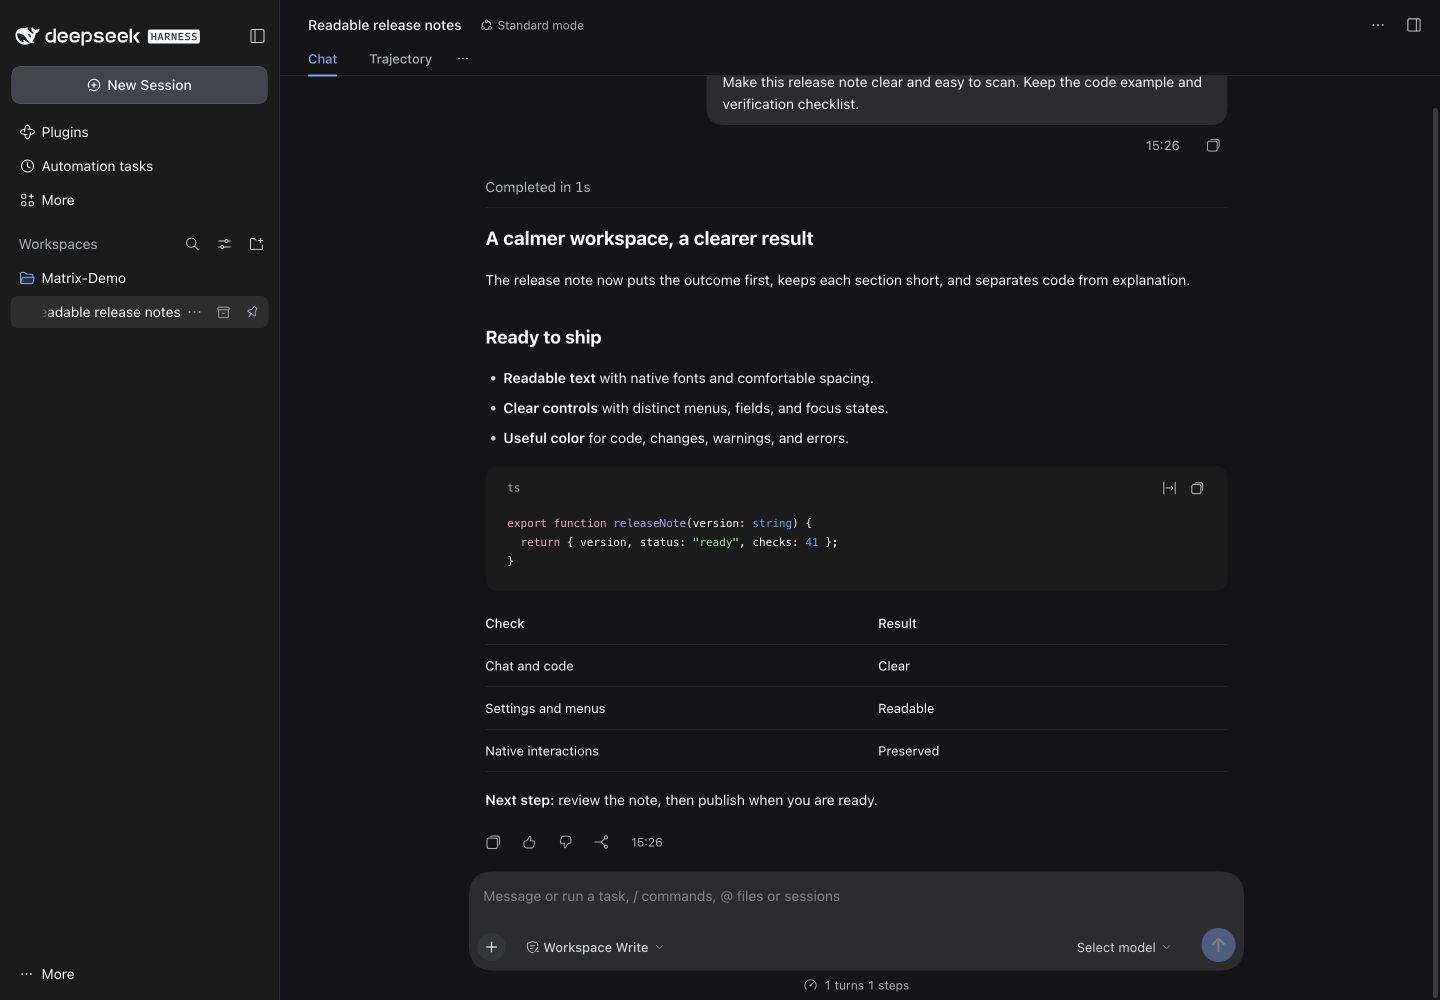 deepseek HARNESS
New Session
Plugins
Automation tasks
More
Workspaces
Matrix-Demo
eadable release notes
More
Readable release notes
Standard mode
Chat
Trajectory
Make this release note clear and easy to scan. Keep the code example and
verification checklist.
15:26
Completed in 1s
A calmer workspace, a clearer result
The release note now puts the outcome first, keeps each section short, and separates code from explanation.
Ready to ship
• Readable text with native fonts and comfortable spacing.
• Clear controls with distinct menus, fields, and focus states.
• Useful color for code, changes, warnings, and errors.
ts
export function releaseNote(version: string) {
  return { version, status: "ready", checks: 41 };
}
Check Result
Chat and code Clear
Settings and menus Readable
Native interactions Preserved
Next step: review the note, then publish when you are ready.
15:26
Message or run a task, / commands, @ files or sessions
Workspace Write
Select model
1 turns 1 steps